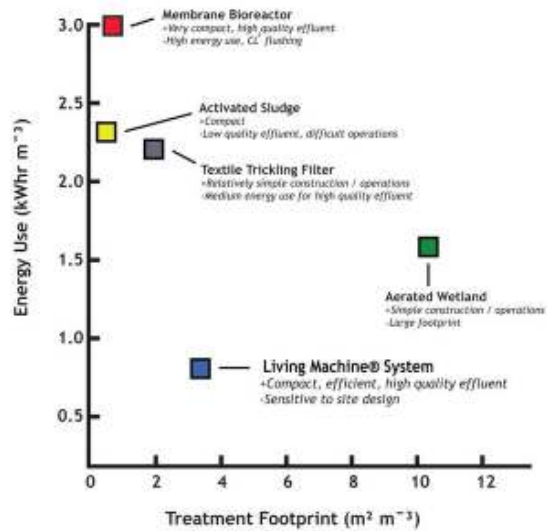 Membrane Bioreactor
+Very compact, high quality effluent
-High energy use, CL⁻ flushing
Activated Sludge
+Compact
-Low quality effluent, difficult operations
Textile Trickling Filter
+Relatively simple construction / operations
-Medium energy use for high quality effluent
Aerated Wetland
+Simple construction / operations
-Large footprint
Living Machine® System
+Compact, efficient, high quality effluent
-Sensitive to site design
Energy Use (kWhr m⁻³)
3.0
2.5
2.0
1.5
1.0
0.5
0 2 4 6 8 10 12
Treatment Footprint (m² m⁻³)